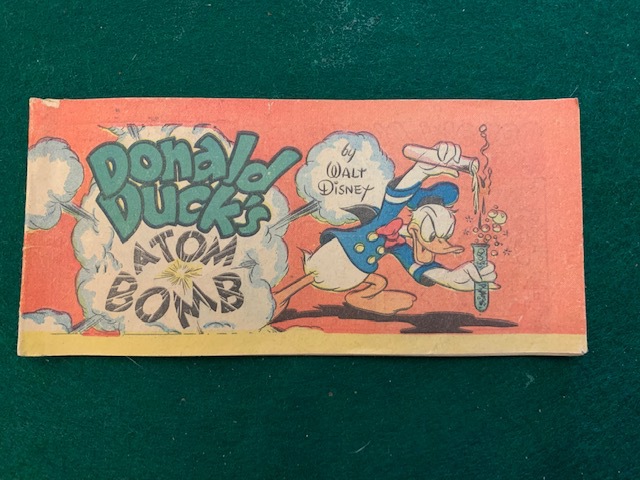 Donald
Duck's
ATOM
BOMB
by
WALT
DISNEY